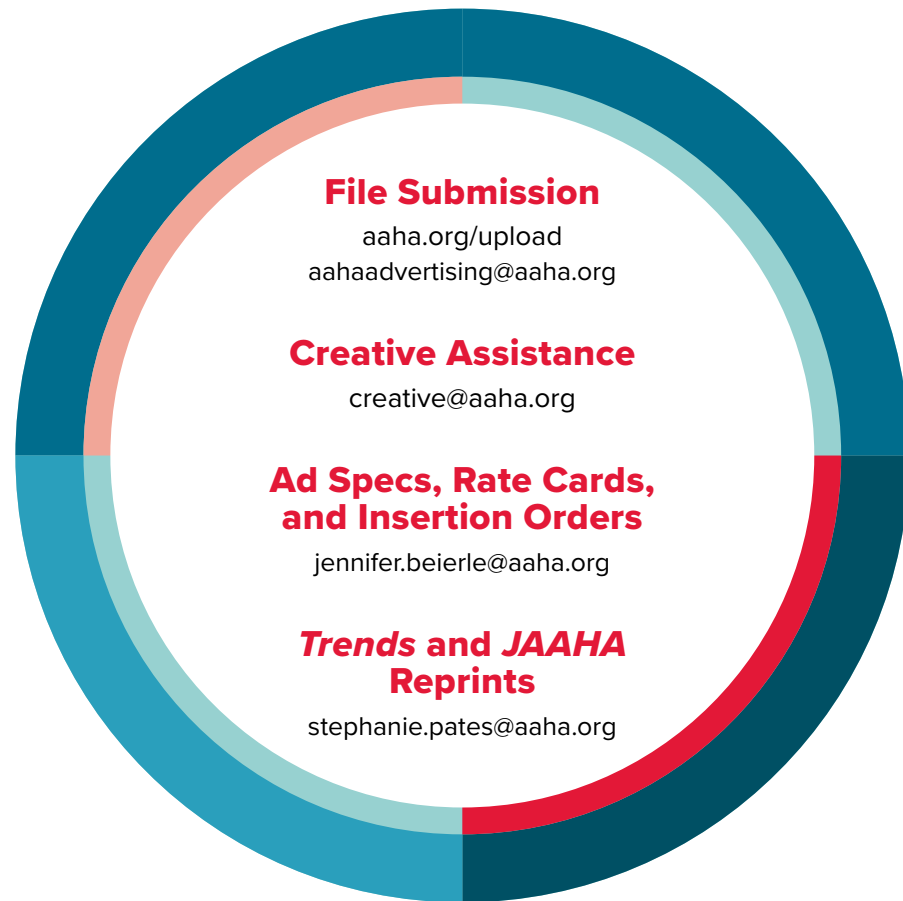 File Submission
aaha.org/upload
aahaadvertising@aaha.org
Creative Assistance
creative@aaha.org
Ad Specs, Rate Cards,
and Insertion Orders
jennifer.beierle@aaha.org
Trends and JAAHA
Reprints
stephanie.pates@aaha.org